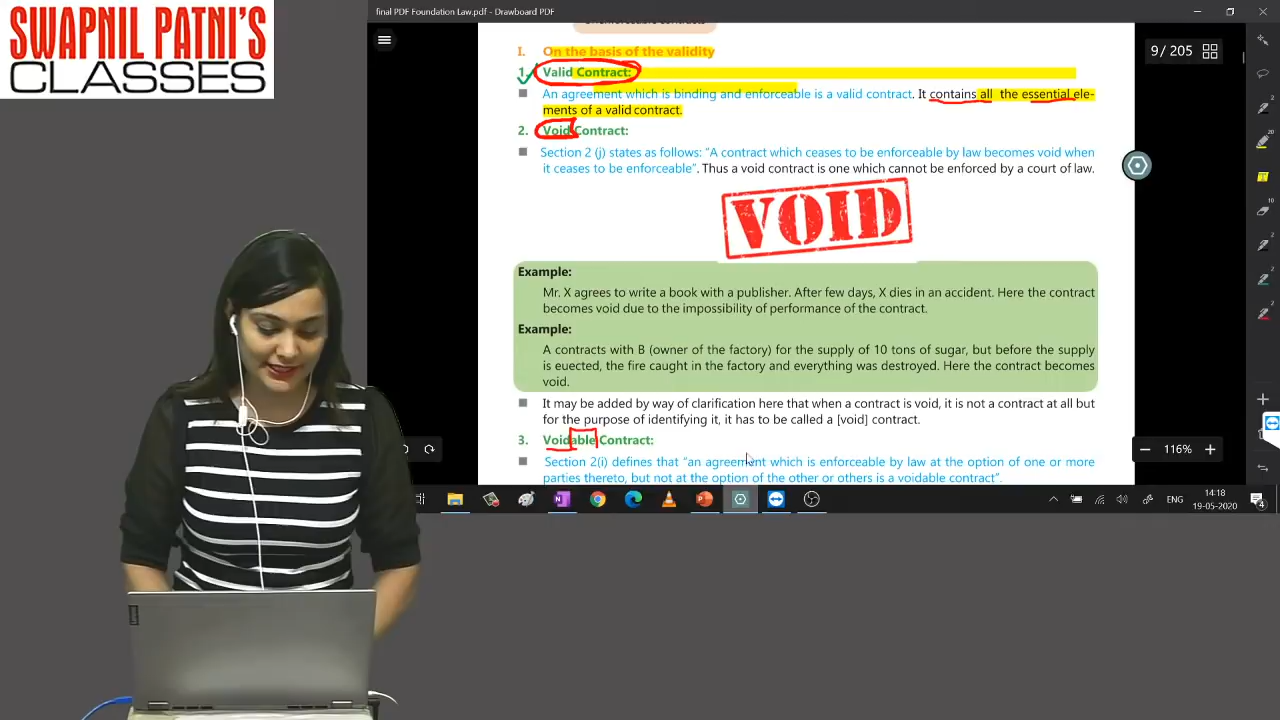 SWAPNIL PATNI'S
CLASSES
final PDF Foundation Law.pdf - Drawboard PDF
9 / 205
I. On the basis of the validity
1. Valid Contract:
■ An agreement which is binding and enforceable is a valid contract. It contains all the essential ele-
ments of a valid contract.
2. Void Contract:
■ Section 2 (j) states as follows: “A contract which ceases to be enforceable by law becomes void when
it ceases to be enforceable”. Thus a void contract is one which cannot be enforced by a court of law.
VOID
Example:
Mr. X agrees to write a book with a publisher. After few days, X dies in an accident. Here the contract
becomes void due to the impossibility of performance of the contract.
Example:
A contracts with B (owner of the factory) for the supply of 10 tons of sugar, but before the supply
is euected, the fire caught in the factory and everything was destroyed. Here the contract becomes
void.
■ It may be added by way of clarification here that when a contract is void, it is not a contract at all but
for the purpose of identifying it, it has to be called a [void] contract.
3. Voidable Contract:
■ Section 2(i) defines that “an agreement which is enforceable by law at the option of one or more
parties thereto, but not at the option of the other or others is a voidable contract”.
116%
ENG
14:18
19-05-2020